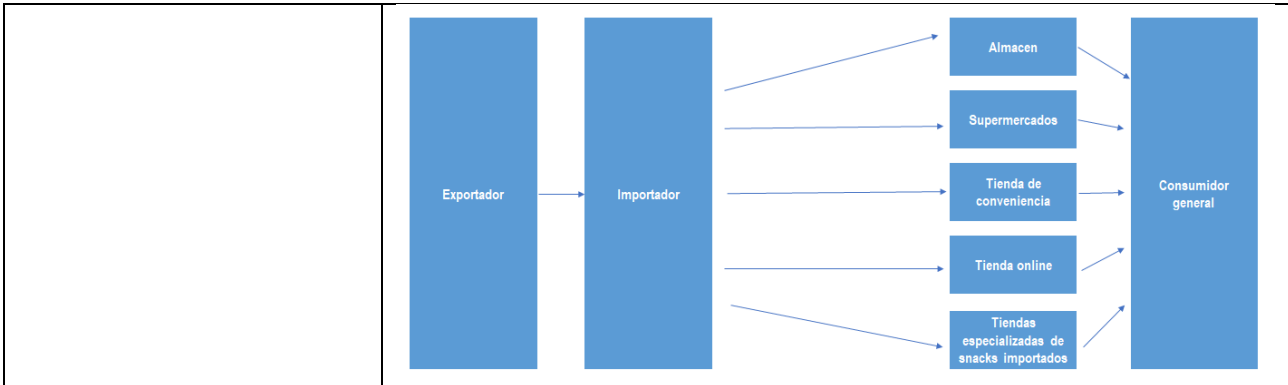 Exportador
Importador
Almacen
Supermercados
Tienda de
conveniencia
Tienda online
Tiendas
especializadas de
snacks importados
Consumidor
general